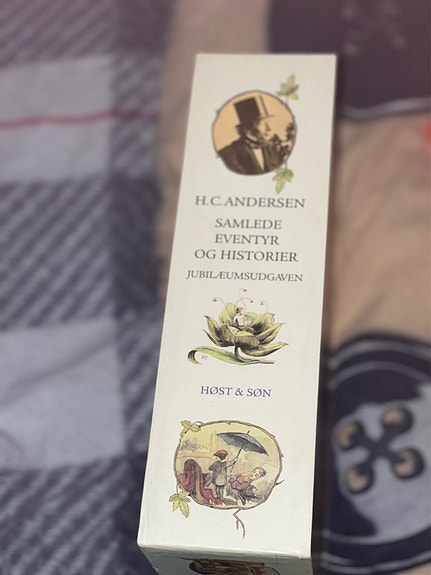 H.C. ANDERSEN
SAMLEDE
EVENTYR
OG HISTORIER
JUBILÆUMSUDGAVEN
HØST & SØN